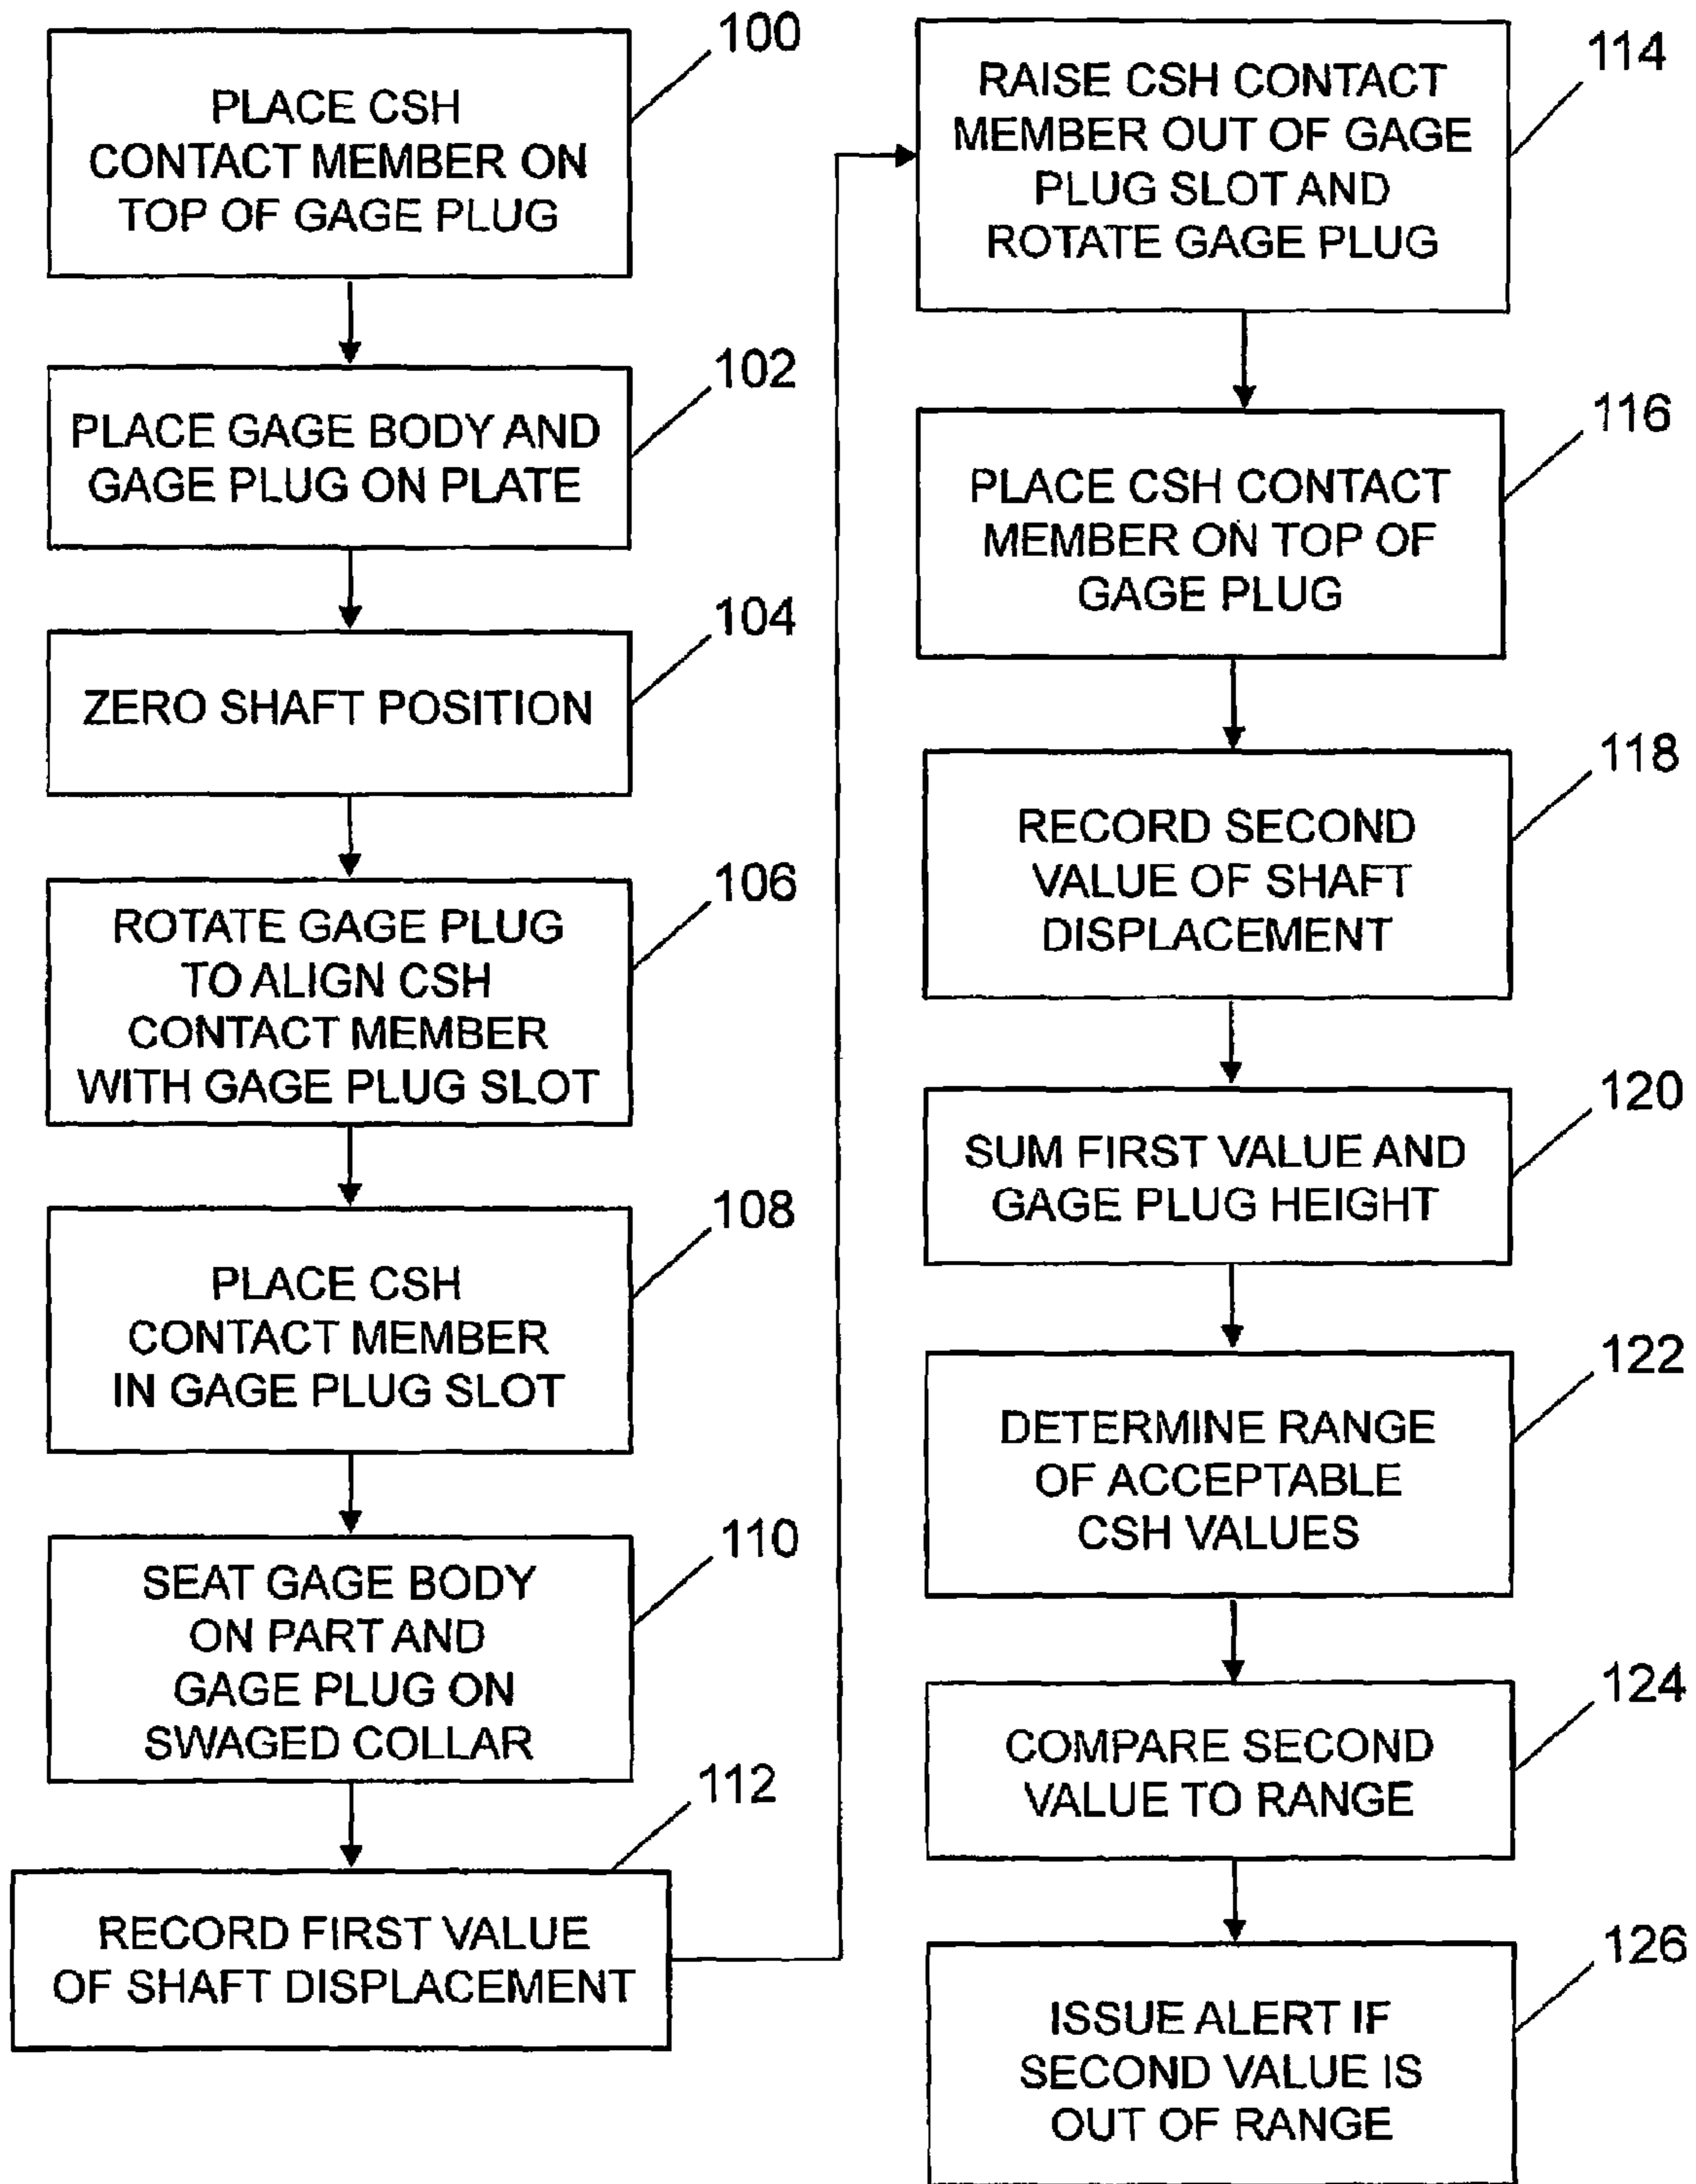 100
PLACE CSH
CONTACT MEMBER ON
TOP OF GAGE PLUG
102
PLACE GAGE BODY AND
GAGE PLUG ON PLATE
104
ZERO SHAFT POSITION
106
ROTATE GAGE PLUG
TO ALIGN CSH
CONTACT MEMBER
WITH GAGE PLUG SLOT
108
PLACE CSH
CONTACT MEMBER
IN GAGE PLUG SLOT
110
SEAT GAGE BODY
ON PART AND
GAGE PLUG ON
SWAGED COLLAR
112
RECORD FIRST VALUE
OF SHAFT DISPLACEMENT
114
RAISE CSH CONTACT
MEMBER OUT OF GAGE
PLUG SLOT AND
ROTATE GAGE PLUG
116
PLACE CSH CONTACT
MEMBER ON TOP OF
GAGE PLUG
118
RECORD SECOND
VALUE OF SHAFT
DISPLACEMENT
120
SUM FIRST VALUE AND
GAGE PLUG HEIGHT
122
DETERMINE RANGE
OF ACCEPTABLE
CSH VALUES
124
COMPARE SECOND
VALUE TO RANGE
126
ISSUE ALERT IF
SECOND VALUE IS
OUT OF RANGE